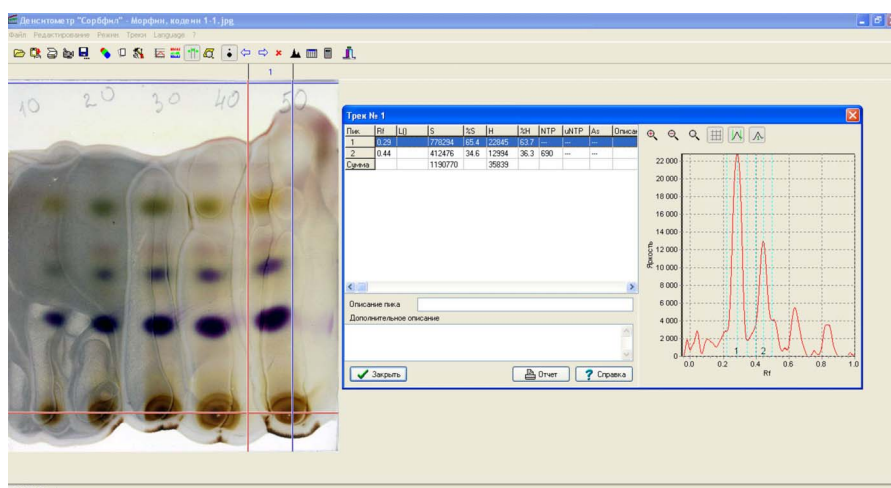 Денситометр "Сорбфил" - Морфин, кодеин 1-1.jpg
Файл Редактирование Режим Треки Language ?
1
10 20 30 40 50
Трек № 1
Пик Rf L() S %S H %H NTP uNTP As Описан
1 0.29 778294 65.4 22845 63.7 --- --- ---
2 0.44 412476 34.6 12994 36.3 690 --- ---
Сумма 1190770 35839
Описание пика
Дополнительное описание
Закрыть Отчет Справка
22 000
20 000
18 000
16 000
14 000
12 000
10 000
8 000
6 000
4 000
2 000
0
Яркость
1 2
0.0 0.2 0.4 0.6 0.8 1.0
Rf